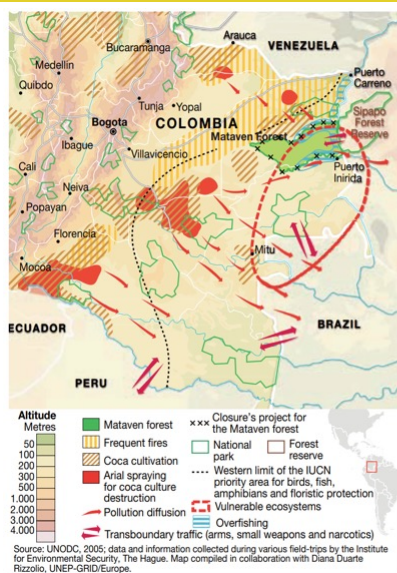 Arauca
VENEZUELA
Bucaramanga
Medellin
Puerto
Carreno
Quibdo
Tunja
Yopal
Sipapo
Forest
Reserve
COLOMBIA
Bogota
Mataven Forest
Ibague
Villavicencio
Puerto
Inirida
Cali
Neiva
Popayan
Florencia
Mitu
Mocoa
ECUADOR
BRAZIL
PERU
Altitude
Metres
50
100
200
300
500
1.000
2.000
3.000
4.000
Mataven forest
Frequent fires
Coca cultivation
Arial spraying
for coca culture
destruction
Pollution diffusion
xxx Closure's project for
the Mataven forest
National
park
Forest
reserve
Western limit of the IUCN
priority area for birds, fish,
amphibians and floristic protection
Vulnerable ecosystems
Overfishing
Transboundary traffic (arms, small weapons and narcotics)
Source: UNODC, 2005; data and information collected during various field-trips by the Institute
for Environmental Security, The Hague. Map compiled in collaboration with Diana Duarte
Rizzolio, UNEP-GRID/Europe.